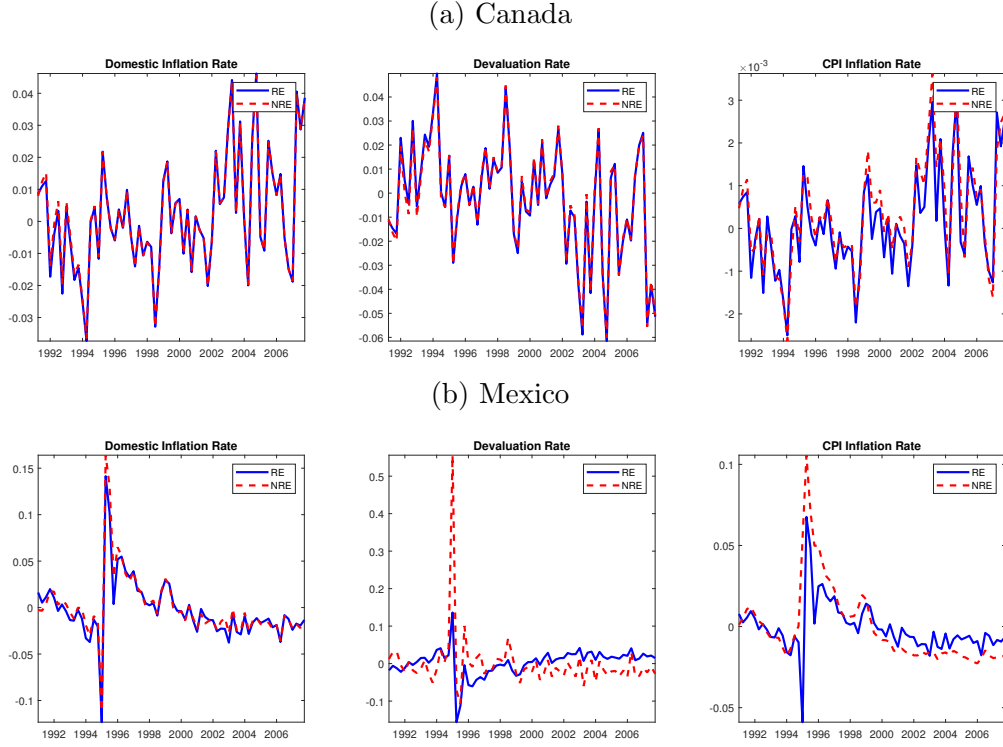 (a) Canada
Domestic Inflation Rate
RE
NRE
0.04
0.03
0.02
0.01
0
-0.01
-0.02
-0.03
1992 1994 1996 1998 2000 2002 2004 2006
Devaluation Rate
RE
NRE
0.04
0.03
0.02
0.01
0
-0.01
-0.02
-0.03
-0.04
-0.05
-0.06
1992 1994 1996 1998 2000 2002 2004 2006
×10⁻³
CPI Inflation Rate
RE
NRE
3
2
1
0
-1
-2
1992 1994 1996 1998 2000 2002 2004 2006
(b) Mexico
Domestic Inflation Rate
RE
NRE
0.15
0.1
0.05
0
-0.05
-0.1
1992 1994 1996 1998 2000 2002 2004 2006
Devaluation Rate
RE
NRE
0.5
0.4
0.3
0.2
0.1
0
-0.1
1992 1994 1996 1998 2000 2002 2004 2006
CPI Inflation Rate
RE
NRE
0.1
0.05
0
-0.05
1992 1994 1996 1998 2000 2002 2004 2006